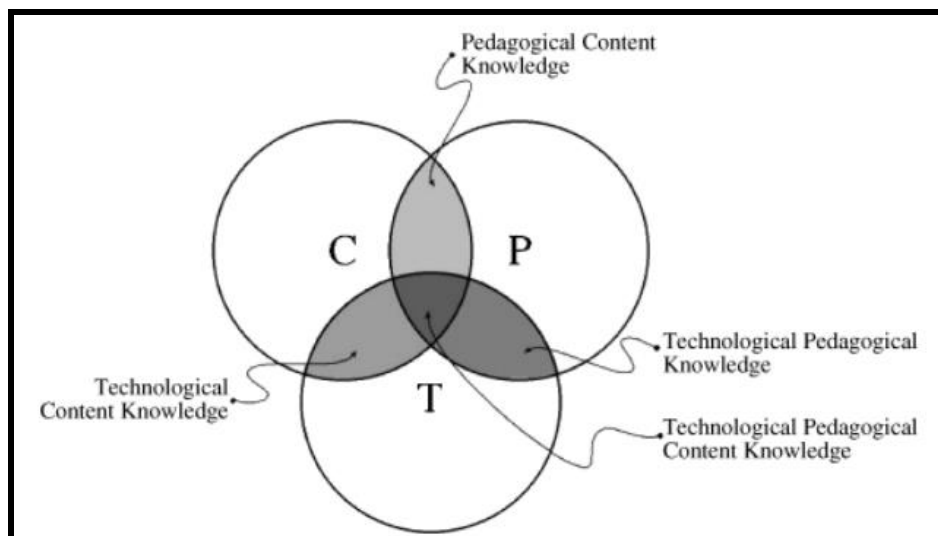 Pedagogical Content
Knowledge
C
P
Technological Pedagogical
Knowledge
Technological
Content Knowledge
T
Technological Pedagogical
Content Knowledge